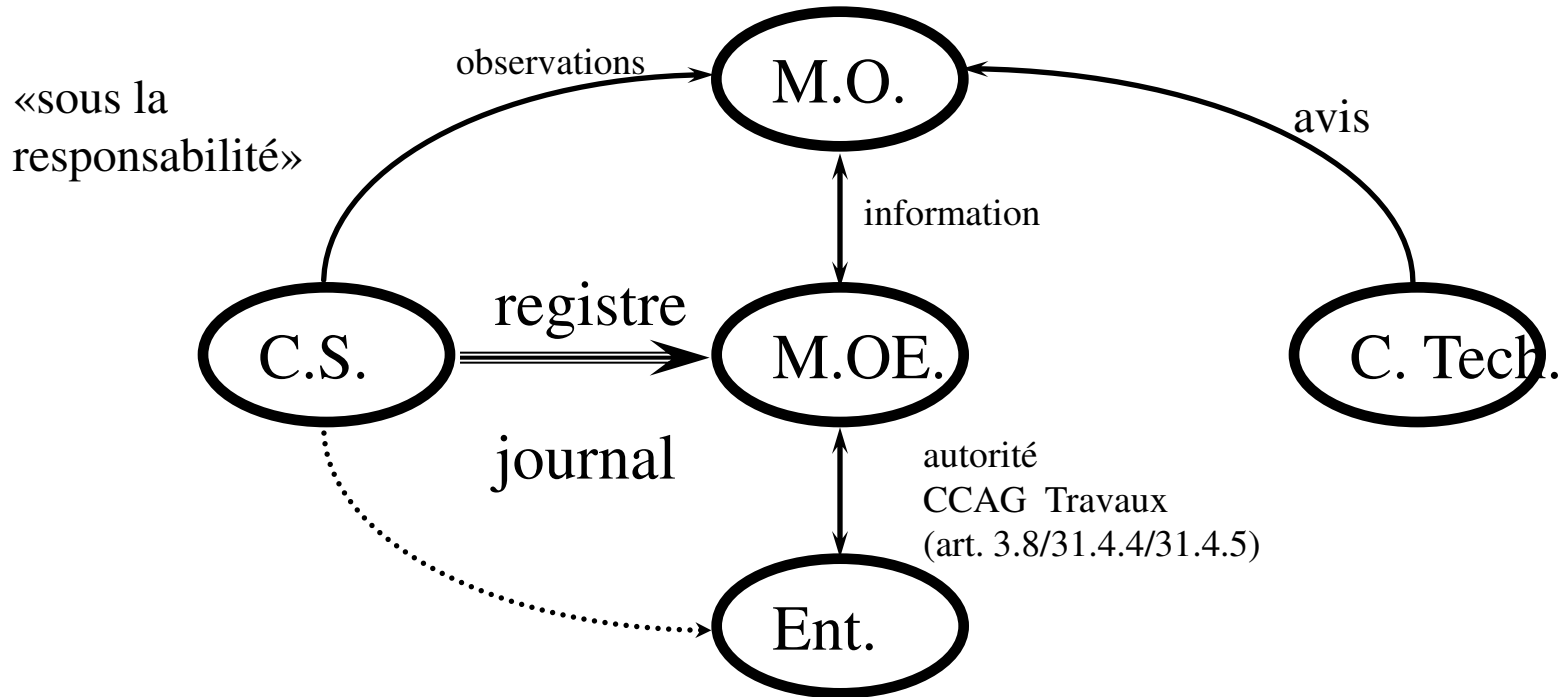 M.O.
observations
«sous la
responsabilité»
avis
information
registre
C.S.
M.OE.
C. Tech.
journal
autorité
CCAG Travaux
(art. 3.8/31.4.4/31.4.5)
Ent.